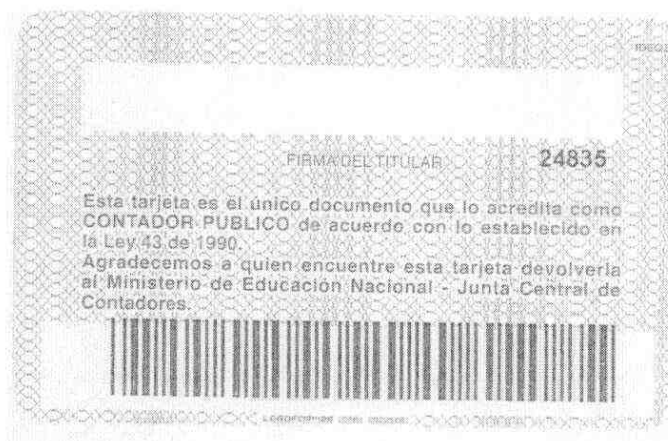 FIRMA DEL TITULAR 24835
Esta tarjeta es el único documento que lo acredita como
CONTADOR PUBLICO de acuerdo con lo establecido en
la Ley 43 de 1990.
Agradecemos a quien encuentre esta tarjeta devolverla
al Ministerio de Educación Nacional - Junta Central de
Contadores.